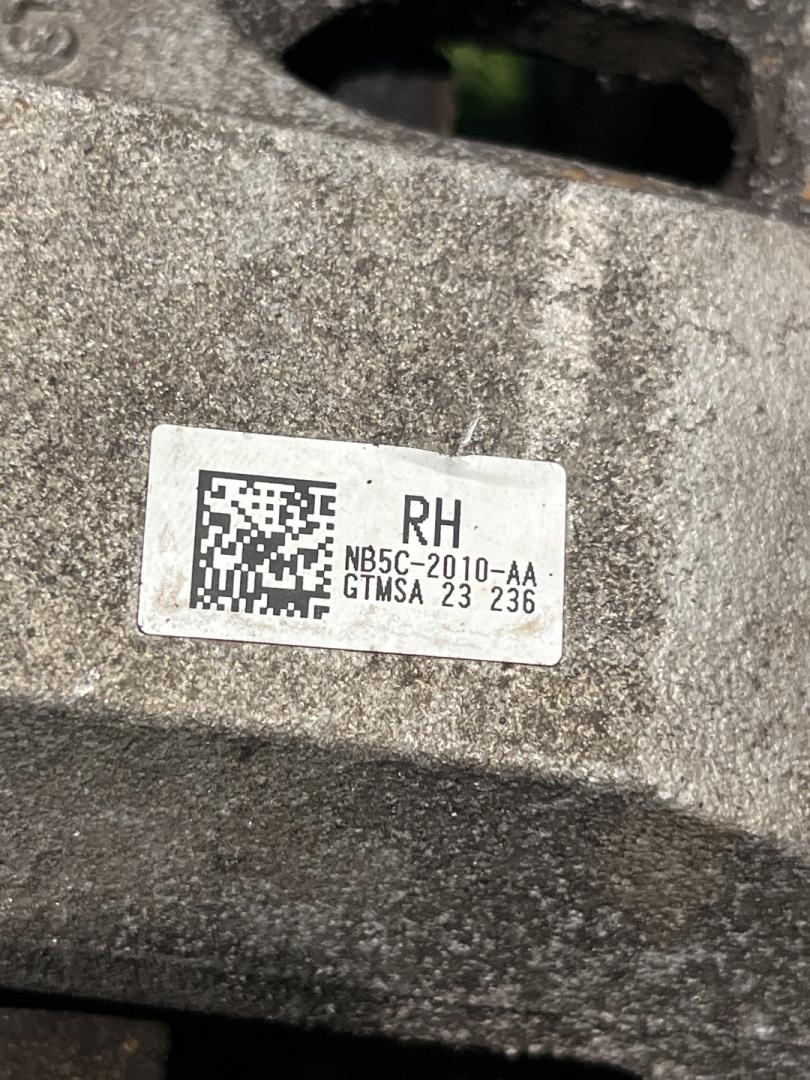 RH
NB5C-2010-AA
GTMSA 23 236